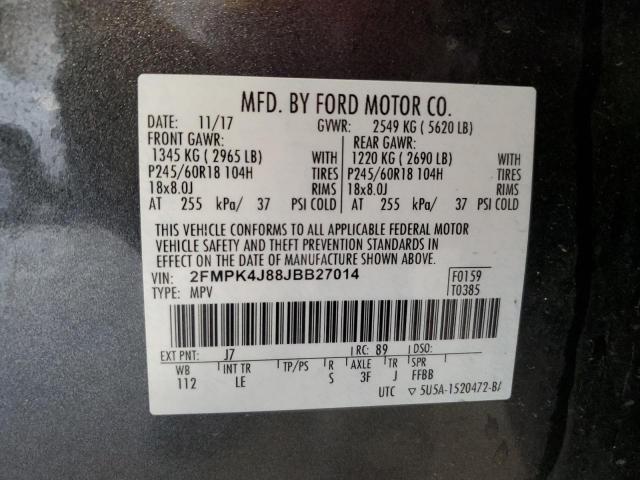 MFD. BY FORD MOTOR CO.
DATE: 11/17 GVWR: 2549 KG ( 5620 LB)
FRONT GAWR: REAR GAWR:
1345 KG ( 2965 LB) WITH 1220 KG ( 2690 LB) WITH
P245/60R18 104H TIRES P245/60R18 104H TIRES
18x8.0J RIMS 18x8.0J RIMS
AT 255 kPa/ 37 PSI COLD AT 255 kPa/ 37 PSI COLD
THIS VEHICLE CONFORMS TO ALL APPLICABLE FEDERAL MOTOR
VEHICLE SAFETY AND THEFT PREVENTION STANDARDS IN
EFFECT ON THE DATE OF MANUFACTURE SHOWN ABOVE.
VIN: 2FMPK4J88JBB27014 F0159
TYPE: MPV T0385
EXT PNT: J7 RC: 89 DSO:
WB INT TR TP/PS R AXLE TR SPR
112 LE S 3F J FFBB
UTC ▽ 5U5A-1520472-BA